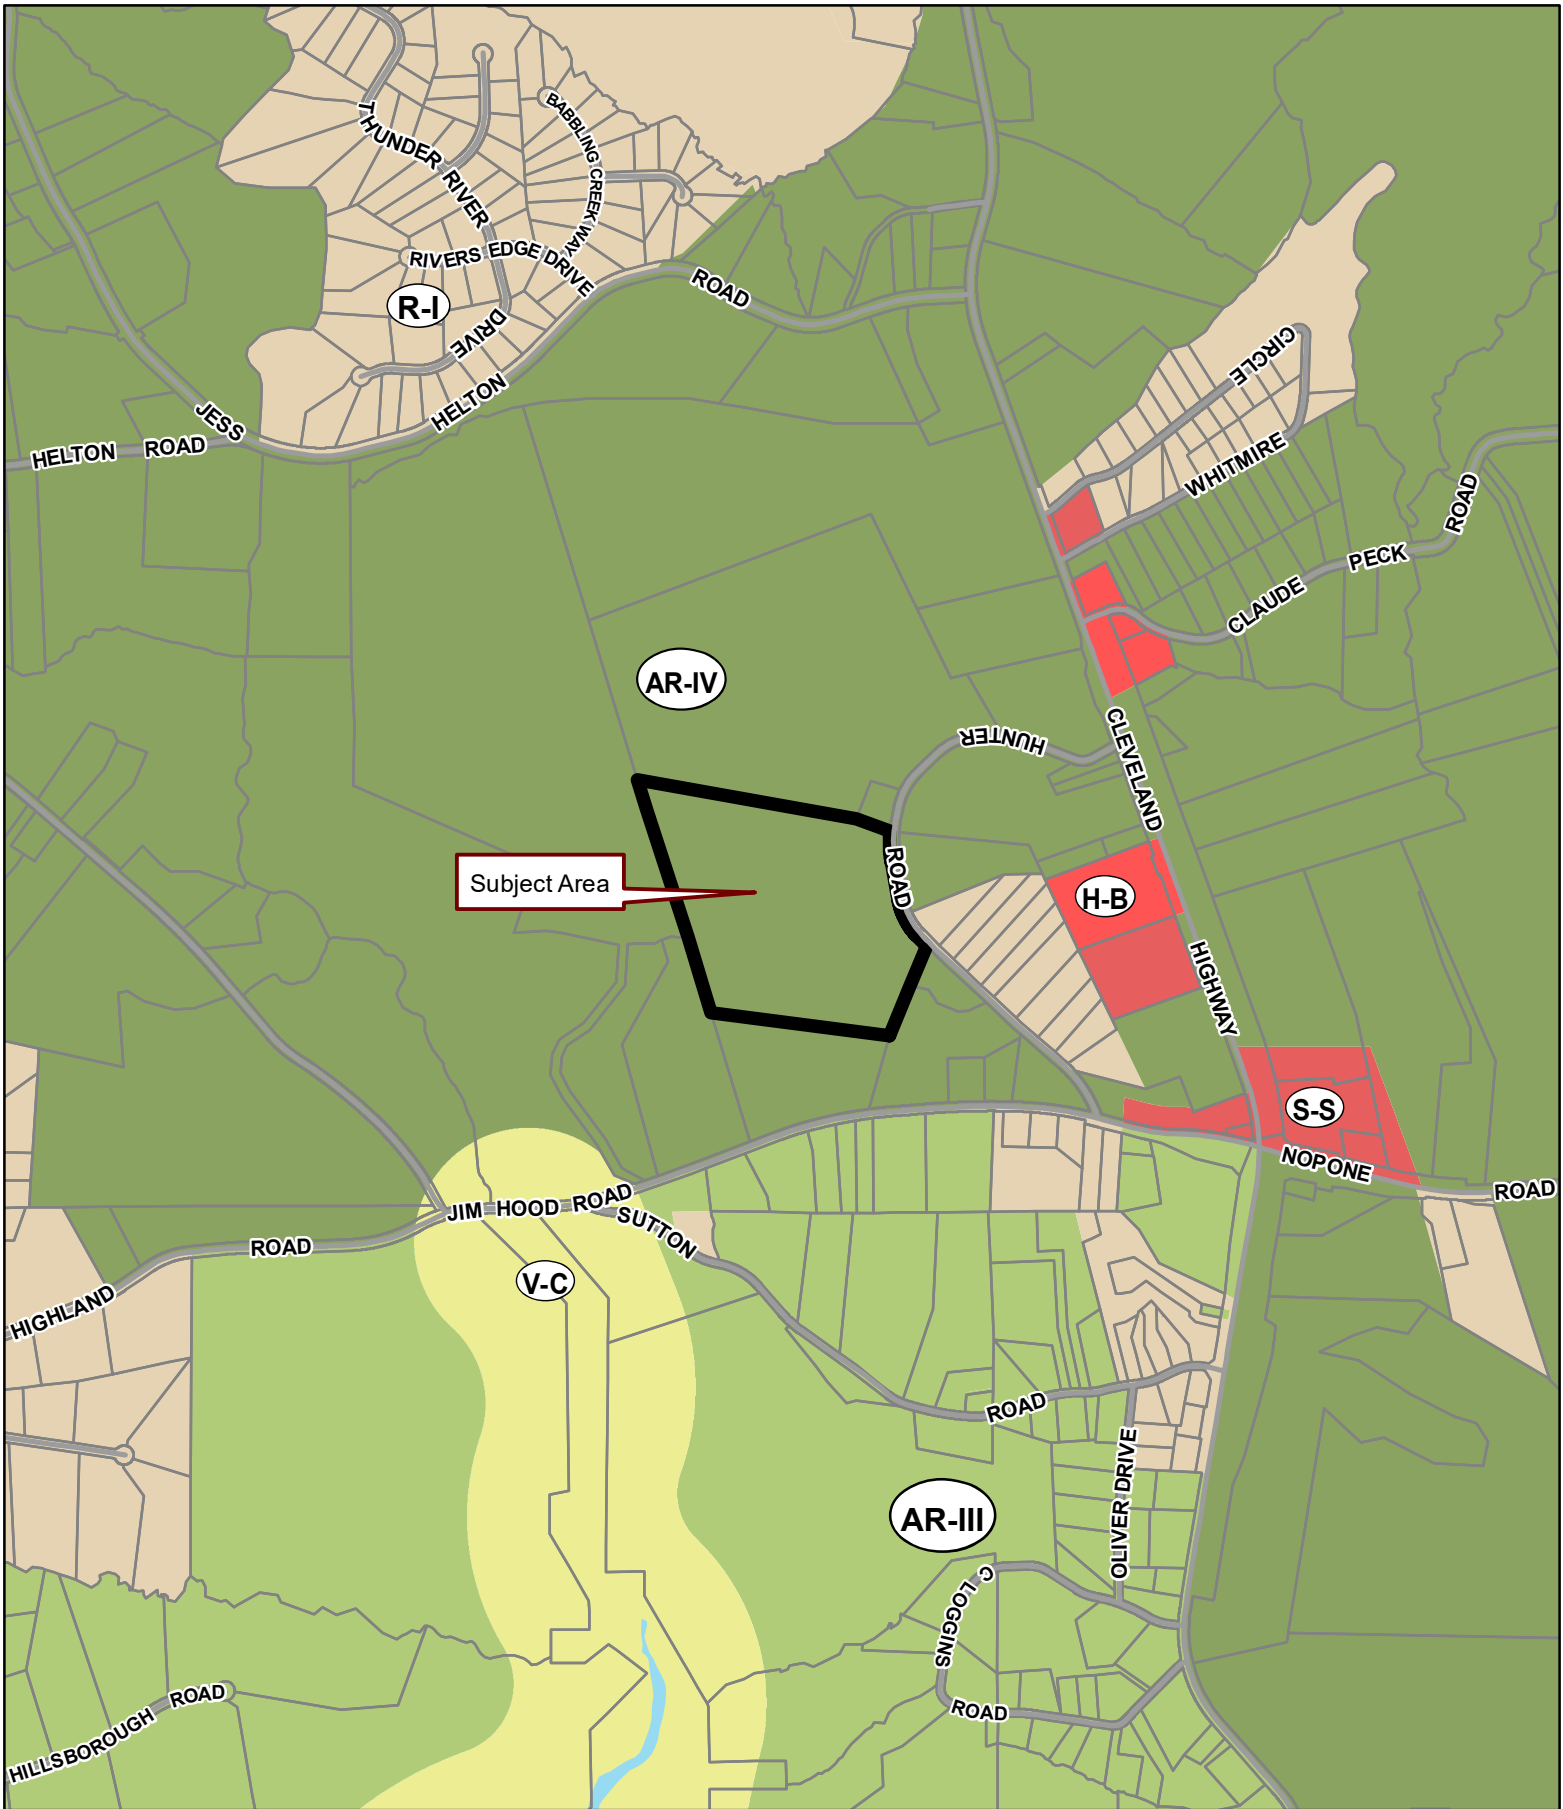 THUNDER RIVER
BABBLING CREEK WAY
RIVERS EDGE DRIVE
R-I
DRIVE
ROAD
CIRCLE
HELTON
JESS
HELTON ROAD
WHITMIRE
ROAD
PECK
CLAUDE
AR-IV
HUNTER
CLEVELAND
ROAD
Subject Area
H-B
HIGHWAY
S-S
NOPONE
ROAD
JIM HOOD ROAD
SUTTON
ROAD
V-C
HIGHLAND
ROAD
OLIVER DRIVE
AR-III
C LOGGINS
ROAD
ROAD
HILLSBOROUGH